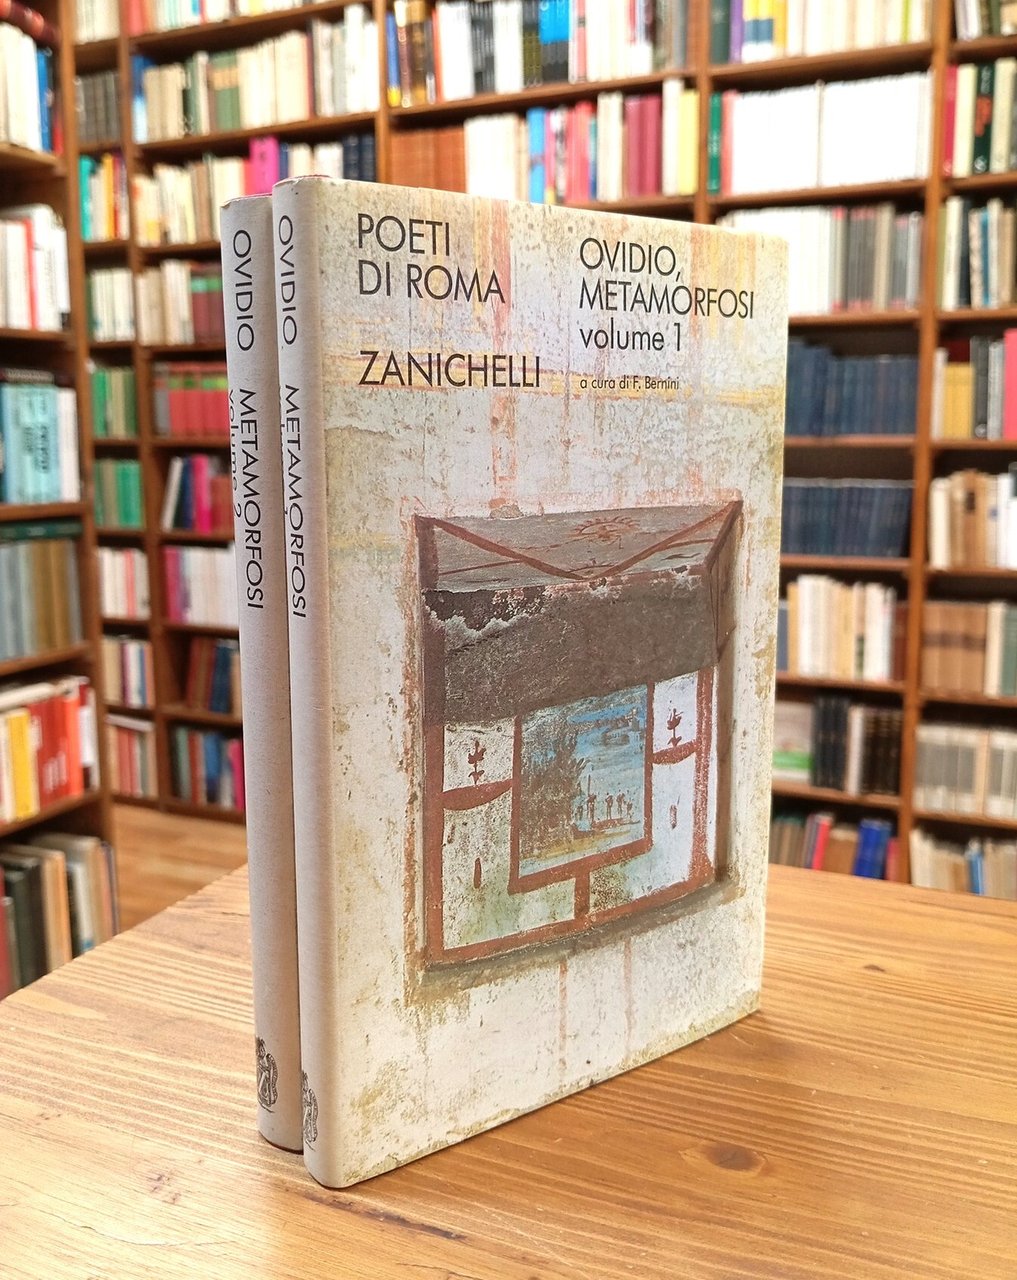 OVIDIO
METAMORFOSI
volume 2
OVIDIO
METAMORFOSI
POETI
DI ROMA
ZANICHELLI
OVIDIO,
METAMORFOSI
volume 1
a cura di F. Bernini